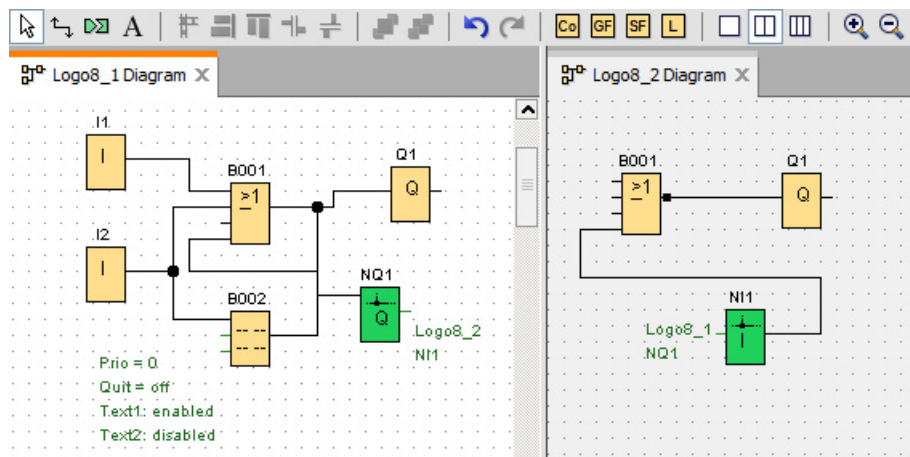 A
Co GF SF L
Logo8_1 Diagram
Logo8_2 Diagram
I1
I
B001
≥1
Q1
Q
I2
I
NQ1
Q
B002
Logo8_2
NI1
Prio = 0
Quit = off
Text1: enabled
Text2: disabled
B001
≥1
Q1
Q
NI1
I
Logo8_1
NQ1